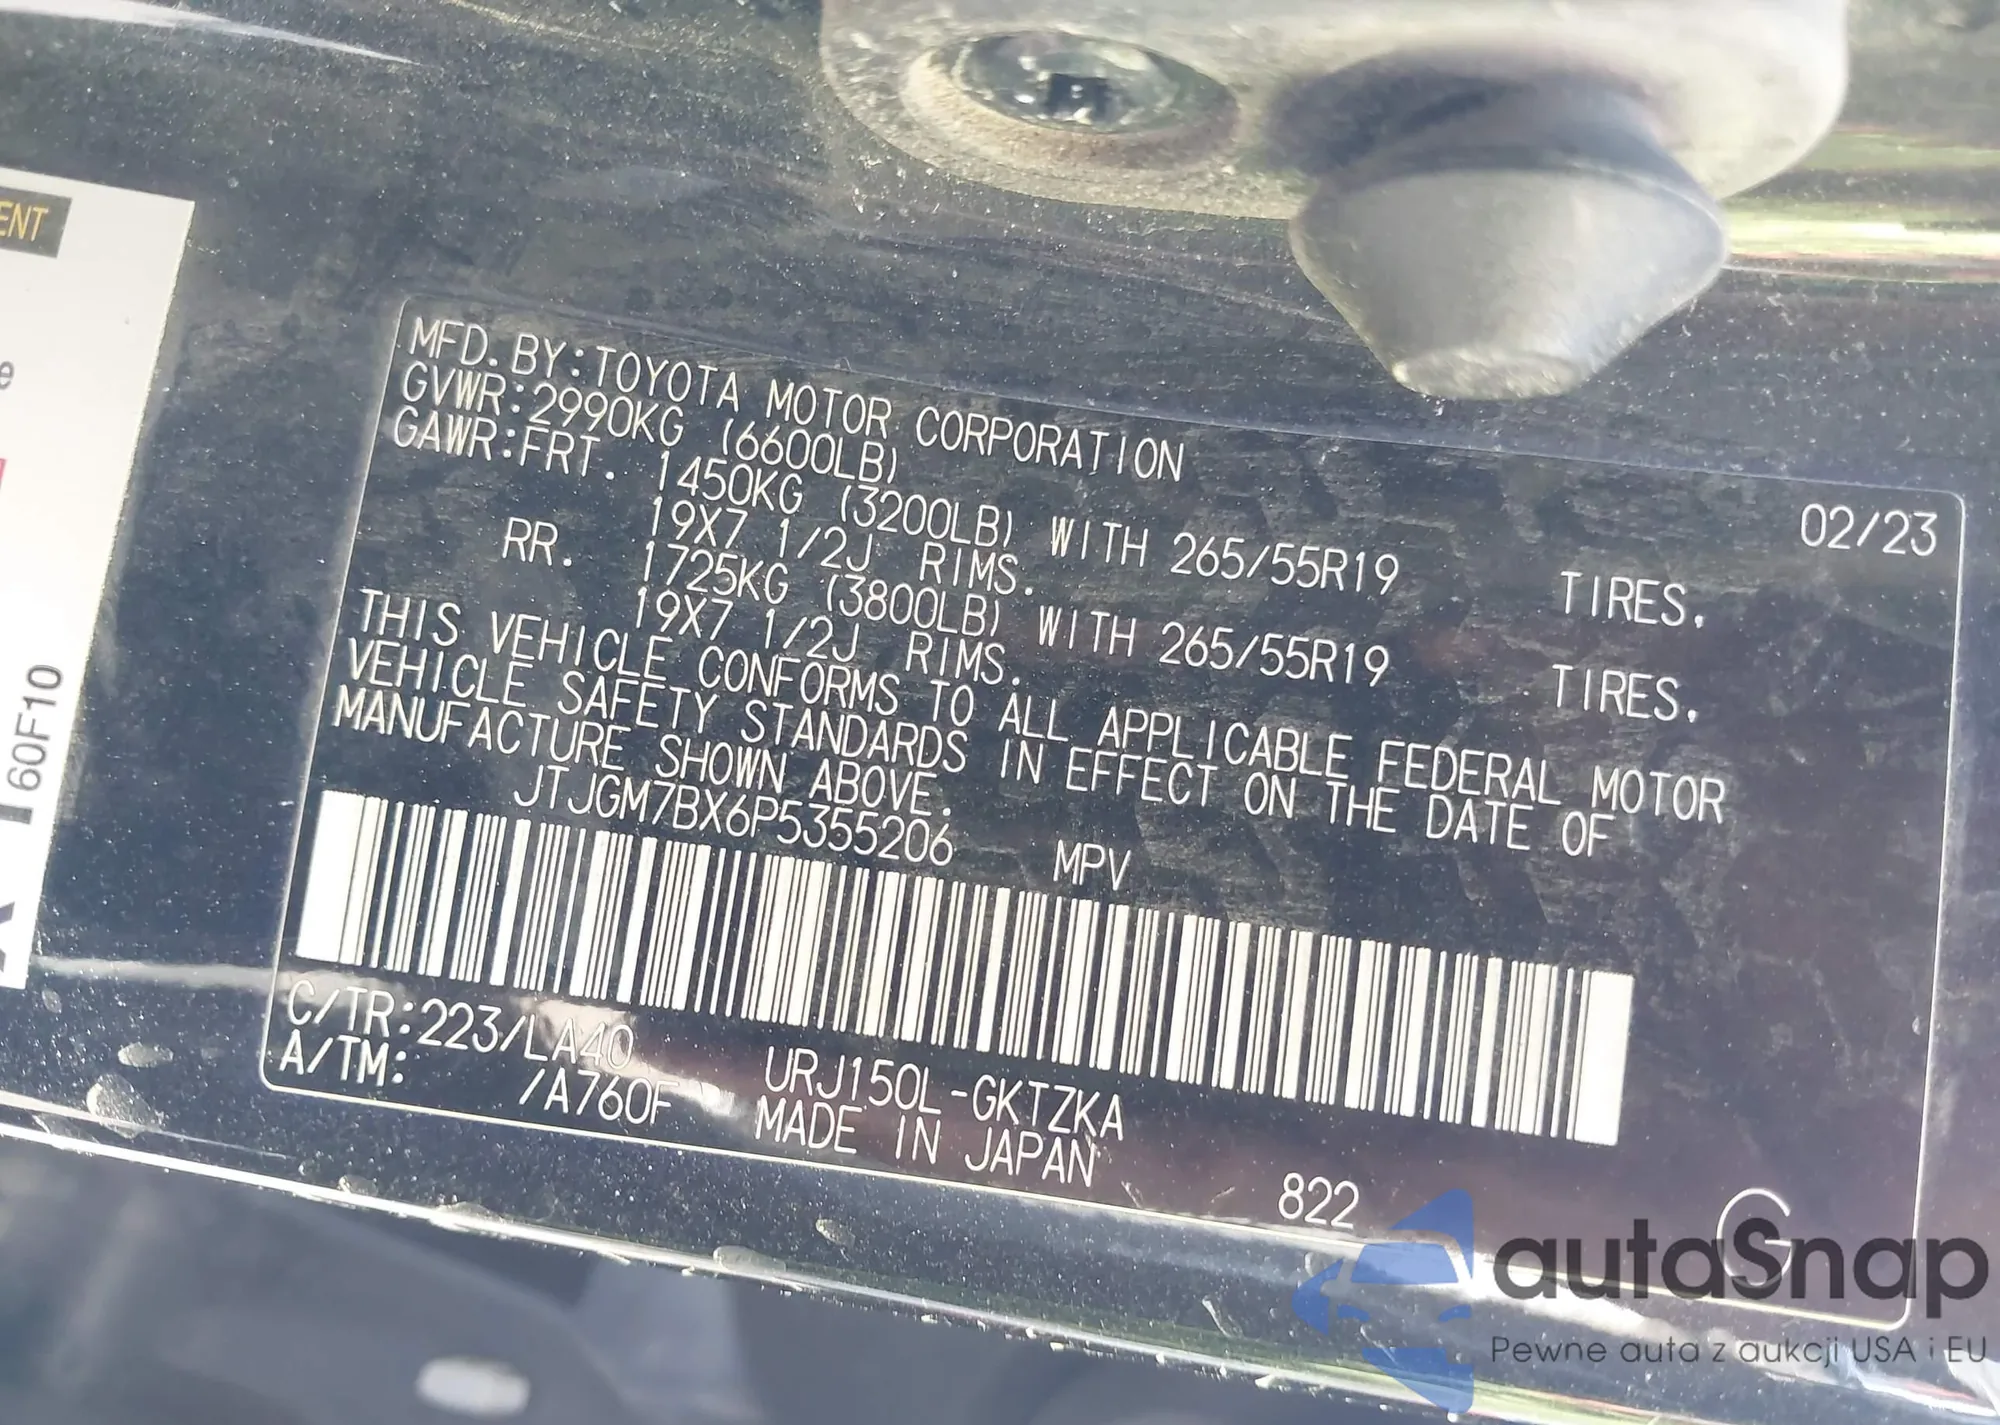 ENT
e
60F10
MFD. BY: TOYOTA MOTOR CORPORATION
02/23
GVWR: 2990KG (6600LB)
GAWR: FRT. 1450KG (3200LB) WITH 265/55R19 TIRES.
19X7 1/2J RIMS.
RR. 1725KG (3800LB) WITH 265/55R19 TIRES.
19X7 1/2J RIMS.
THIS VEHICLE CONFORMS TO ALL APPLICABLE FEDERAL MOTOR
VEHICLE SAFETY STANDARDS IN EFFECT ON THE DATE OF
MANUFACTURE SHOWN ABOVE.
JTJGM7BX6P5355206 MPV
C/TR: 223/LA40 URJ150L-GKTZKA
A/TM: /A760F MADE IN JAPAN
822
G
autaSnap
Pewne auta z aukcji USA i EU